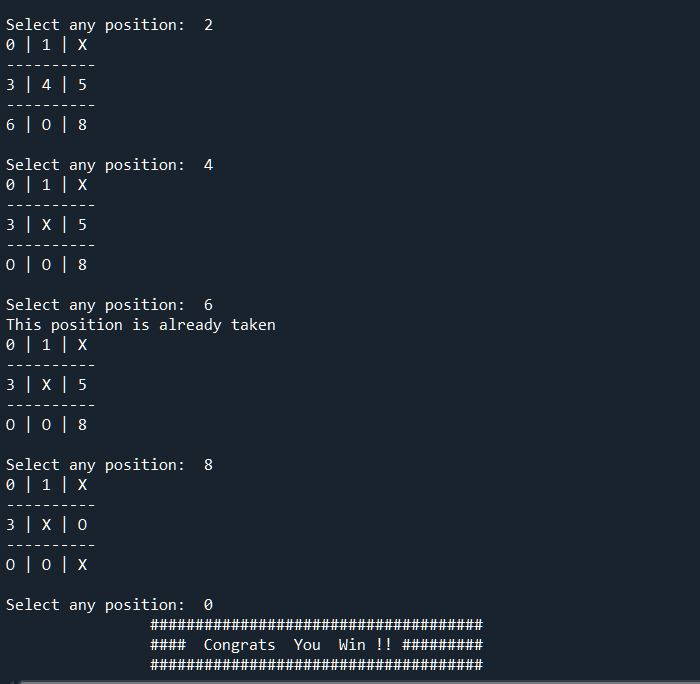 Select any position:  2
0 | 1 | X
----------
3 | 4 | 5
----------
6 | O | 8
Select any position:  4
0 | 1 | X
----------
3 | X | 5
----------
O | O | 8
Select any position:  6
This position is already taken
0 | 1 | X
----------
3 | X | 5
----------
O | O | 8
Select any position:  8
0 | 1 | X
----------
3 | X | O
----------
O | O | X
Select any position:  0
#####################################
####  Congrats  You  Win !! #########
#####################################